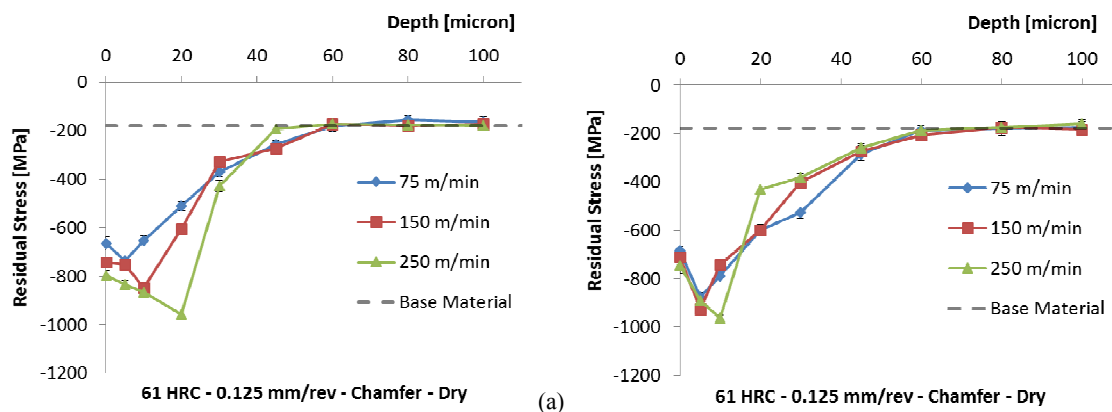 Depth [micron]
0 20 40 60 80 100
0
-200
-400
-600
-800
-1000
-1200
Residual Stress [MPa]
75 m/min
150 m/min
250 m/min
Base Material
61 HRC - 0.125 mm/rev - Chamfer - Dry
(a)
Depth [micron]
0 20 40 60 80 100
0
-200
-400
-600
-800
-1000
-1200
Residual Stress [MPa]
75 m/min
150 m/min
250 m/min
Base Material
61 HRC - 0.125 mm/rev - Chamfer - Dry